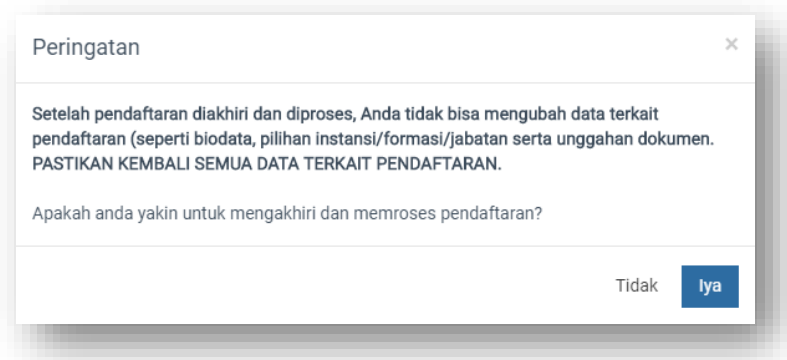 Peringatan ×
Setelah pendaftaran diakhiri dan diproses, Anda tidak bisa mengubah data terkait
pendaftaran (seperti biodata, pilihan instansi/formasi/jabatan serta unggahan dokumen.
PASTIKAN KEMBALI SEMUA DATA TERKAIT PENDAFTARAN.
Apakah anda yakin untuk mengakhiri dan memroses pendaftaran?
Tidak Iya